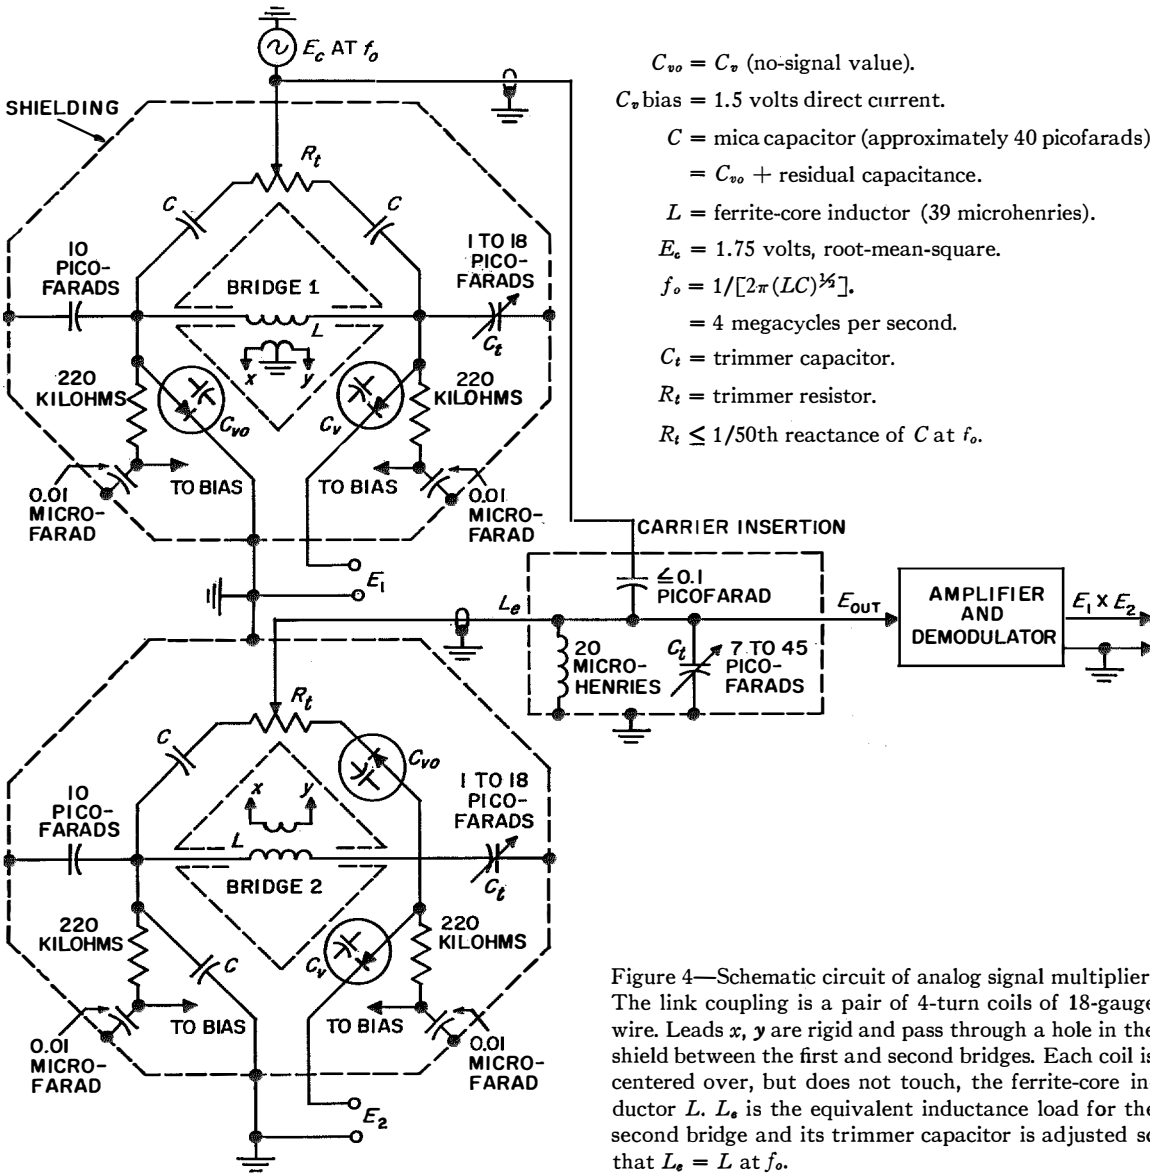 E_c AT f_o
SHIELDING
R_t
C
C
10
PICO-
FARADS
1 TO 18
PICO-
FARADS
BRIDGE 1
L
C_t
x
y
220
KILOHMS
220
KILOHMS
C_vo
C_v
TO BIAS
TO BIAS
0.01
MICRO-
FARAD
0.01
MICRO-
FARAD
E_1
C_vo = C_v (no-signal value).
C_v bias = 1.5 volts direct current.
C = mica capacitor (approximately 40 picofarads)
= C_vo + residual capacitance.
L = ferrite-core inductor (39 microhenries).
E_c = 1.75 volts, root-mean-square.
f_o = 1/[2π(LC)^½].
= 4 megacycles per second.
C_t = trimmer capacitor.
R_t = trimmer resistor.
R_t ≤ 1/50th reactance of C at f_o.
CARRIER INSERTION
≤0.1
PICOFARAD
L_e
20
MICRO-
HENRIES
C_t
7 TO 45
PICO-
FARADS
E_OUT
AMPLIFIER
AND
DEMODULATOR
E_1 X E_2
R_t
C
C_vo
10
PICO-
FARADS
x
y
1 TO 18
PICO-
FARADS
L
BRIDGE 2
C_t
220
KILOHMS
C
C_v
220
KILOHMS
TO BIAS
TO BIAS
0.01
MICRO-
FARAD
0.01
MICRO-
FARAD
E_2
Figure 4—Schematic circuit of analog signal multiplier
The link coupling is a pair of 4-turn coils of 18-gauge
wire. Leads x, y are rigid and pass through a hole in the
shield between the first and second bridges. Each coil is
centered over, but does not touch, the ferrite-core in-
ductor L. L_e is the equivalent inductance load for the
second bridge and its trimmer capacitor is adjusted so
that L_e = L at f_o.